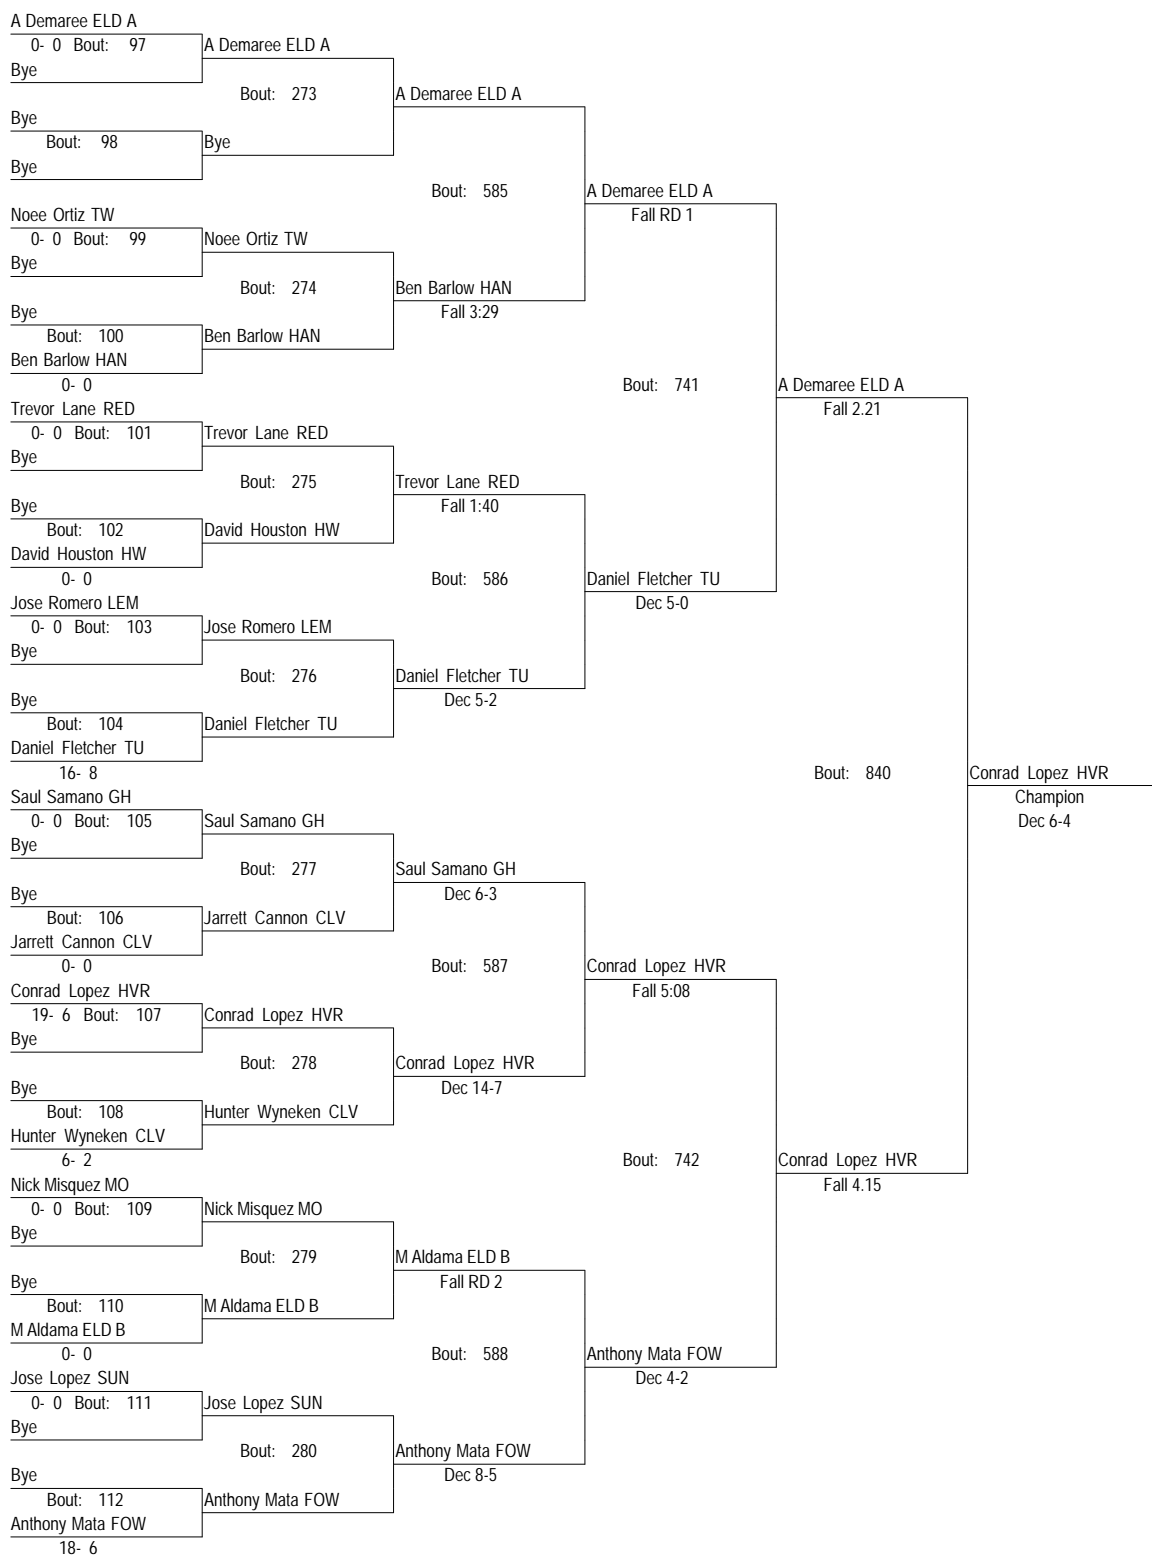 A Demaree ELD A
0- 0 Bout: 97
A Demaree ELD A
Bye
Bout: 273
A Demaree ELD A
Bye
Bout: 98
Bye
Bye
Bout: 585
A Demaree ELD A
Noee Ortiz TW
Fall RD 1
0- 0 Bout: 99
Noee Ortiz TW
Bye
Bout: 274
Ben Barlow HAN
Bye
Fall 3:29
Bout: 100
Ben Barlow HAN
Ben Barlow HAN
0- 0
Bout: 741
A Demaree ELD A
Trevor Lane RED
Fall 2.21
0- 0 Bout: 101
Trevor Lane RED
Bye
Bout: 275
Trevor Lane RED
Bye
Fall 1:40
Bout: 102
David Houston HW
David Houston HW
0- 0
Bout: 586
Daniel Fletcher TU
Jose Romero LEM
Dec 5-0
0- 0 Bout: 103
Jose Romero LEM
Bye
Bout: 276
Daniel Fletcher TU
Bye
Dec 5-2
Bout: 104
Daniel Fletcher TU
Daniel Fletcher TU
16- 8
Bout: 840
Conrad Lopez HVR
Saul Samano GH
Champion
0- 0 Bout: 105
Saul Samano GH
Dec 6-4
Bye
Bout: 277
Saul Samano GH
Bye
Dec 6-3
Bout: 106
Jarrett Cannon CLV
Jarrett Cannon CLV
0- 0
Bout: 587
Conrad Lopez HVR
Conrad Lopez HVR
Fall 5:08
19- 6 Bout: 107
Conrad Lopez HVR
Bye
Bout: 278
Conrad Lopez HVR
Bye
Dec 14-7
Bout: 108
Hunter Wyneken CLV
Hunter Wyneken CLV
6- 2
Bout: 742
Conrad Lopez HVR
Nick Misquez MO
Fall 4.15
0- 0 Bout: 109
Nick Misquez MO
Bye
Bout: 279
M Aldama ELD B
Bye
Fall RD 2
Bout: 110
M Aldama ELD B
M Aldama ELD B
0- 0
Bout: 588
Anthony Mata FOW
Jose Lopez SUN
Dec 4-2
0- 0 Bout: 111
Jose Lopez SUN
Bye
Bout: 280
Anthony Mata FOW
Bye
Dec 8-5
Bout: 112
Anthony Mata FOW
Anthony Mata FOW
18- 6